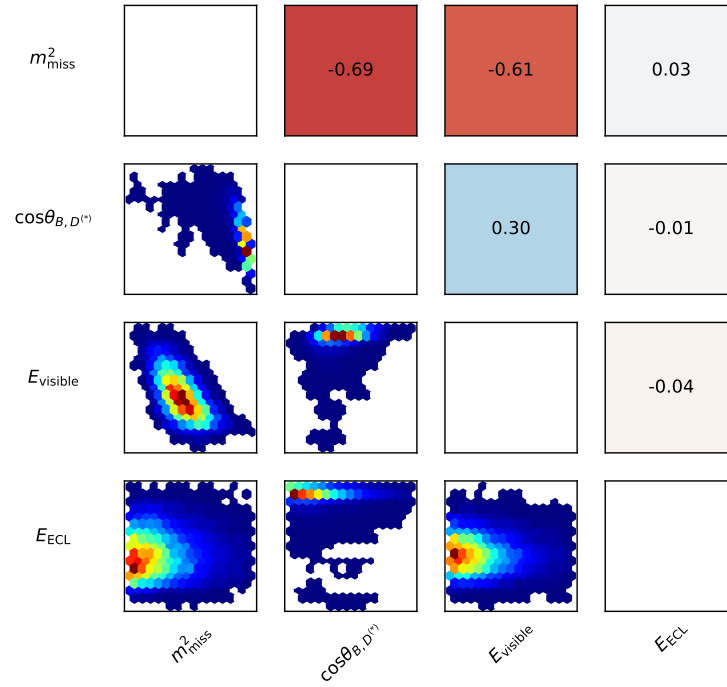 m²miss -0.69 -0.61 0.03
cosθB, D(*) 0.30 -0.01
Evisible -0.04
EECL
m²miss cosθB, D(*) Evisible EECL